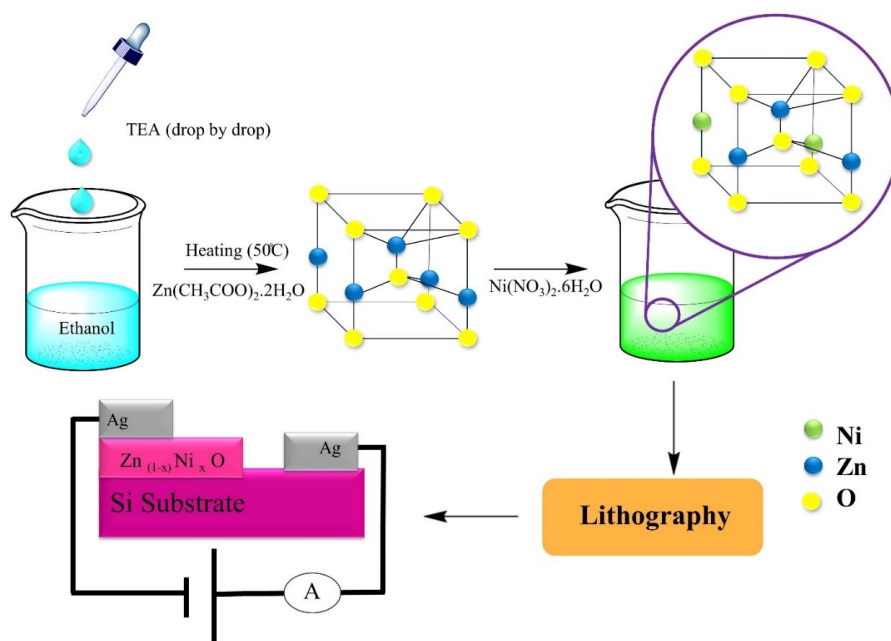 TEA (drop by drop)
Heating (50°C)
Zn(CH₃COO)₂.2H₂O
Ni(NO₃)₂.6H₂O
Ethanol
Ag
Zn ₍₁₋ₓ₎Ni ₓ O
Ag
Si Substrate
A
Lithography
Ni
Zn
O